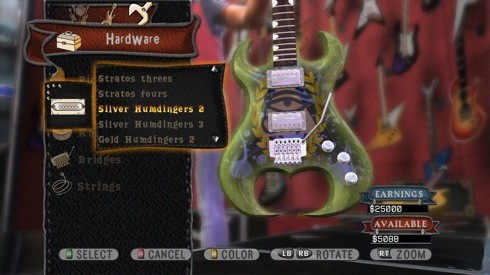 Hardware
Stratos threes
Stratos fours
Silver Humdingers 2
Silver Humdingers 3
Gold Humdingers 2
Bridges
Strings
EARNINGS
$25000
AVAILABLE
$5088
SELECT
CANCEL
COLOR
LB RB ROTATE
RT ZOOM